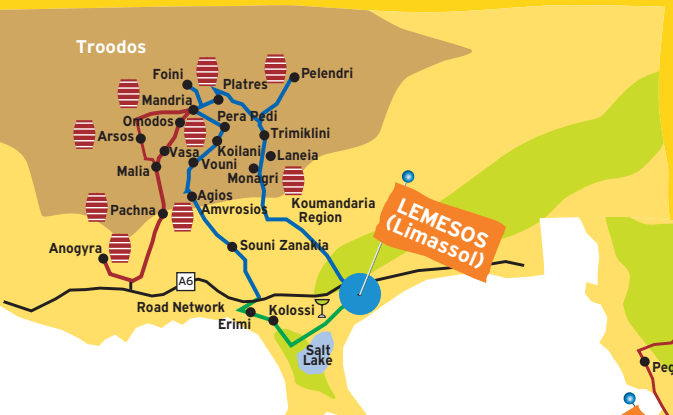 Troodos
Foini
Platres
Pelendri
Mandria
Omodos
Pera Pedi
Arsos
Trimiklini
Vasa
Koilani
Laneia
Malia
Vouni
Monagri
Agios
Amvrosios
Koumandaria
Region
Pachna
LEMESOS
(Limassol)
Anogyra
Souni Zanakia
A6
Road Network
Kolossi
Erimi
Salt
Lake